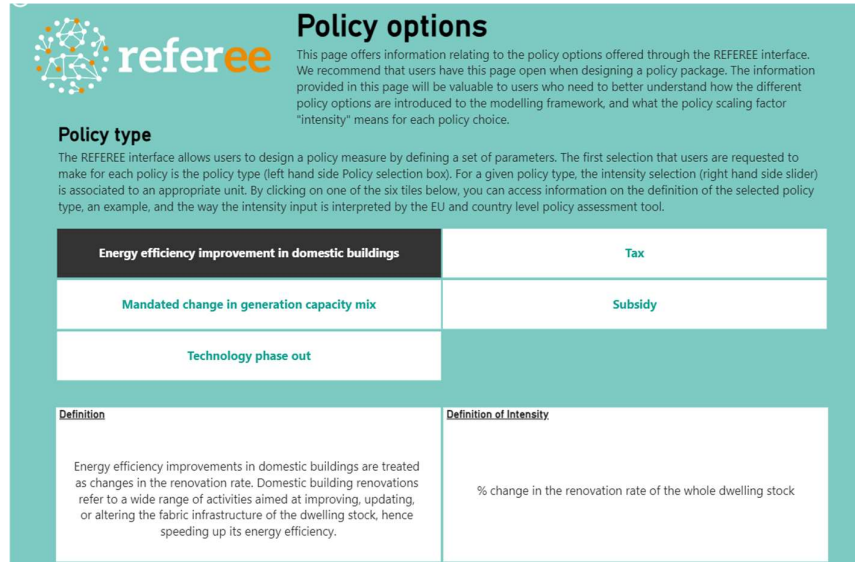 referee
Policy options
This page offers information relating to the policy options offered through the REFEREE interface.
We recommend that users have this page open when designing a policy package. The information
provided in this page will be valuable to users who need to better understand how the different
policy options are introduced to the modelling framework, and what the policy scaling factor
"intensity" means for each policy choice.
Policy type
The REFEREE interface allows users to design a policy measure by defining a set of parameters. The first selection that users are requested to
make for each policy is the policy type (left hand side Policy selection box). For a given policy type, the intensity selection (right hand side slider)
is associated to an appropriate unit. By clicking on one of the six tiles below, you can access information on the definition of the selected policy
type, an example, and the way the intensity input is interpreted by the EU and country level policy assessment tool.
Energy efficiency improvement in domestic buildings
Tax
Mandated change in generation capacity mix
Subsidy
Technology phase out
Definition
Energy efficiency improvements in domestic buildings are treated
as changes in the renovation rate. Domestic building renovations
refer to a wide range of activities aimed at improving, updating,
or altering the fabric infrastructure of the dwelling stock, hence
speeding up its energy efficiency.
Definition of Intensity
% change in the renovation rate of the whole dwelling stock